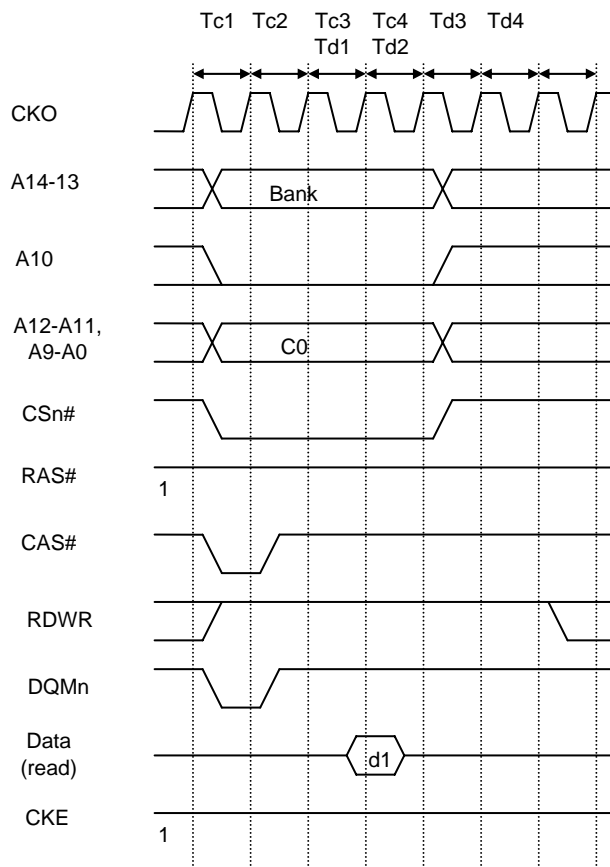 Tc1 Tc2 Tc3 Tc4 Td3 Td4
Td1 Td2
CKO
A14-13
Bank
A10
A12-A11,
A9-A0
C0
CSn#
RAS#
1
CAS#
RDWR
DQMn
Data
(read)
d1
CKE
1